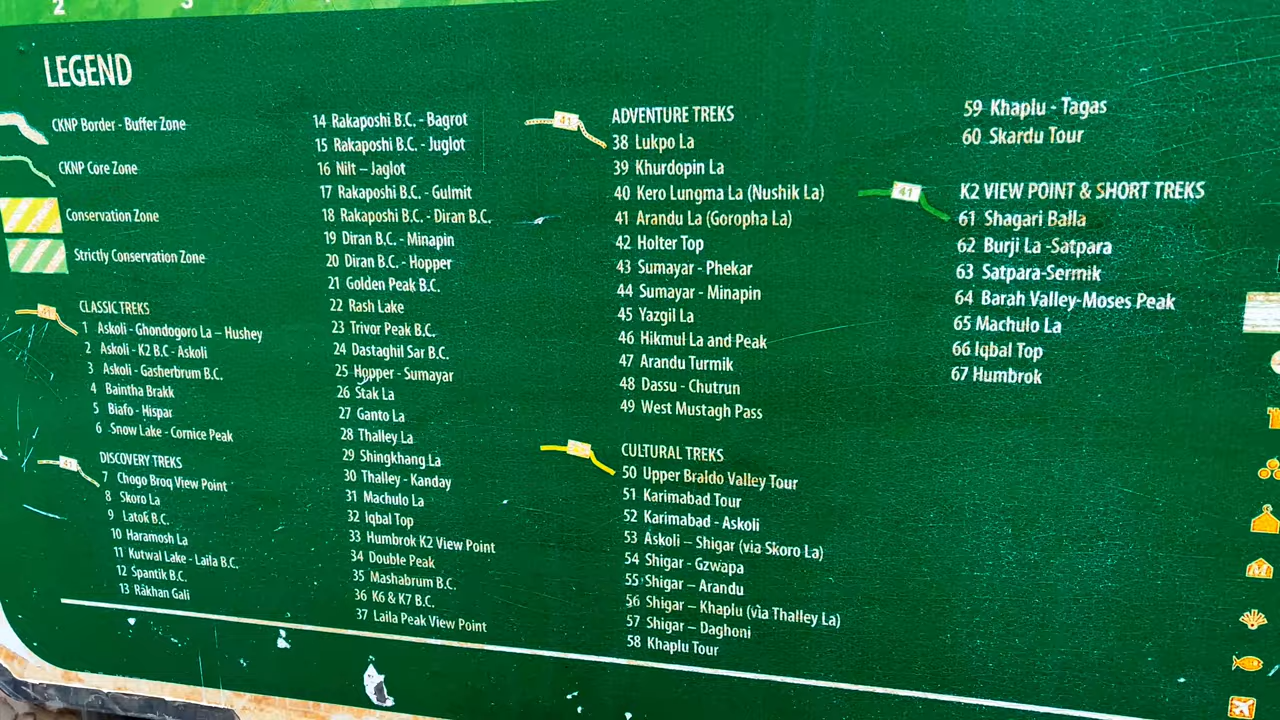 2
3
LEGEND
CKNP Border - Buffer Zone
CKNP Core Zone
Conservation Zone
Strictly Conservation Zone
41
CLASSIC TREKS
1 Askoli - Ghondogoro La – Hushey
2 Askoli - K2 B.C - Askoli
3 Askoli - Gasherbrum B.C.
4 Baintha Brakk
5 Biafo - Hispar
6 Snow Lake - Cornice Peak
41
DISCOVERY TREKS
7 Chogo Broq View Point
8 Skoro La
9 Latok B.C.
10 Haramosh La
11 Kutwal Lake - Laila B.C.
12 Spantik B.C.
13 Rakhan Gali
14 Rakaposhi B.C. - Bagrot
15 Rakaposhi B.C. - Juglot
16 Nilt – Jaglot
17 Rakaposhi B.C. - Gulmit
18 Rakaposhi B.C. - Diran B.C.
19 Diran B.C. - Minapin
20 Diran B.C. - Hopper
21 Golden Peak B.C.
22 Rash Lake
23 Trivor Peak B.C.
24 Dastaghil Sar B.C.
25 Hopper - Sumayar
26 Stak La
27 Ganto La
28 Thalley La
29 Shingkhang La
30 Thalley - Kanday
31 Machulo La
32 Iqbal Top
33 Humbrok K2 View Point
34 Double Peak
35 Mashabrum B.C.
36 K6 & K7 B.C.
37 Laila Peak View Point
41
ADVENTURE TREKS
38 Lukpo La
39 Khurdopin La
40 Kero Lungma La (Nushik La)
41 Arandu La (Goropha La)
42 Holter Top
43 Sumayar - Phekar
44 Sumayar - Minapin
45 Yazgil La
46 Hikmul La and Peak
47 Arandu Turmik
48 Dassu - Chutrun
49 West Mustagh Pass
CULTURAL TREKS
50 Upper Braldo Valley Tour
51 Karimabad Tour
52 Karimabad - Askoli
53 Askoli – Shigar (via Skoro La)
54 Shigar - Gzwapa
55 Shigar – Arandu
56 Shigar – Khaplu (via Thalley La)
57 Shigar – Daghoni
58 Khaplu Tour
59 Khaplu - Tagas
60 Skardu Tour
41
K2 VIEW POINT & SHORT TREKS
61 Shagari Balla
62 Burji La -Satpara
63 Satpara-Sermik
64 Barah Valley-Moses Peak
65 Machulo La
66 Iqbal Top
67 Humbrok